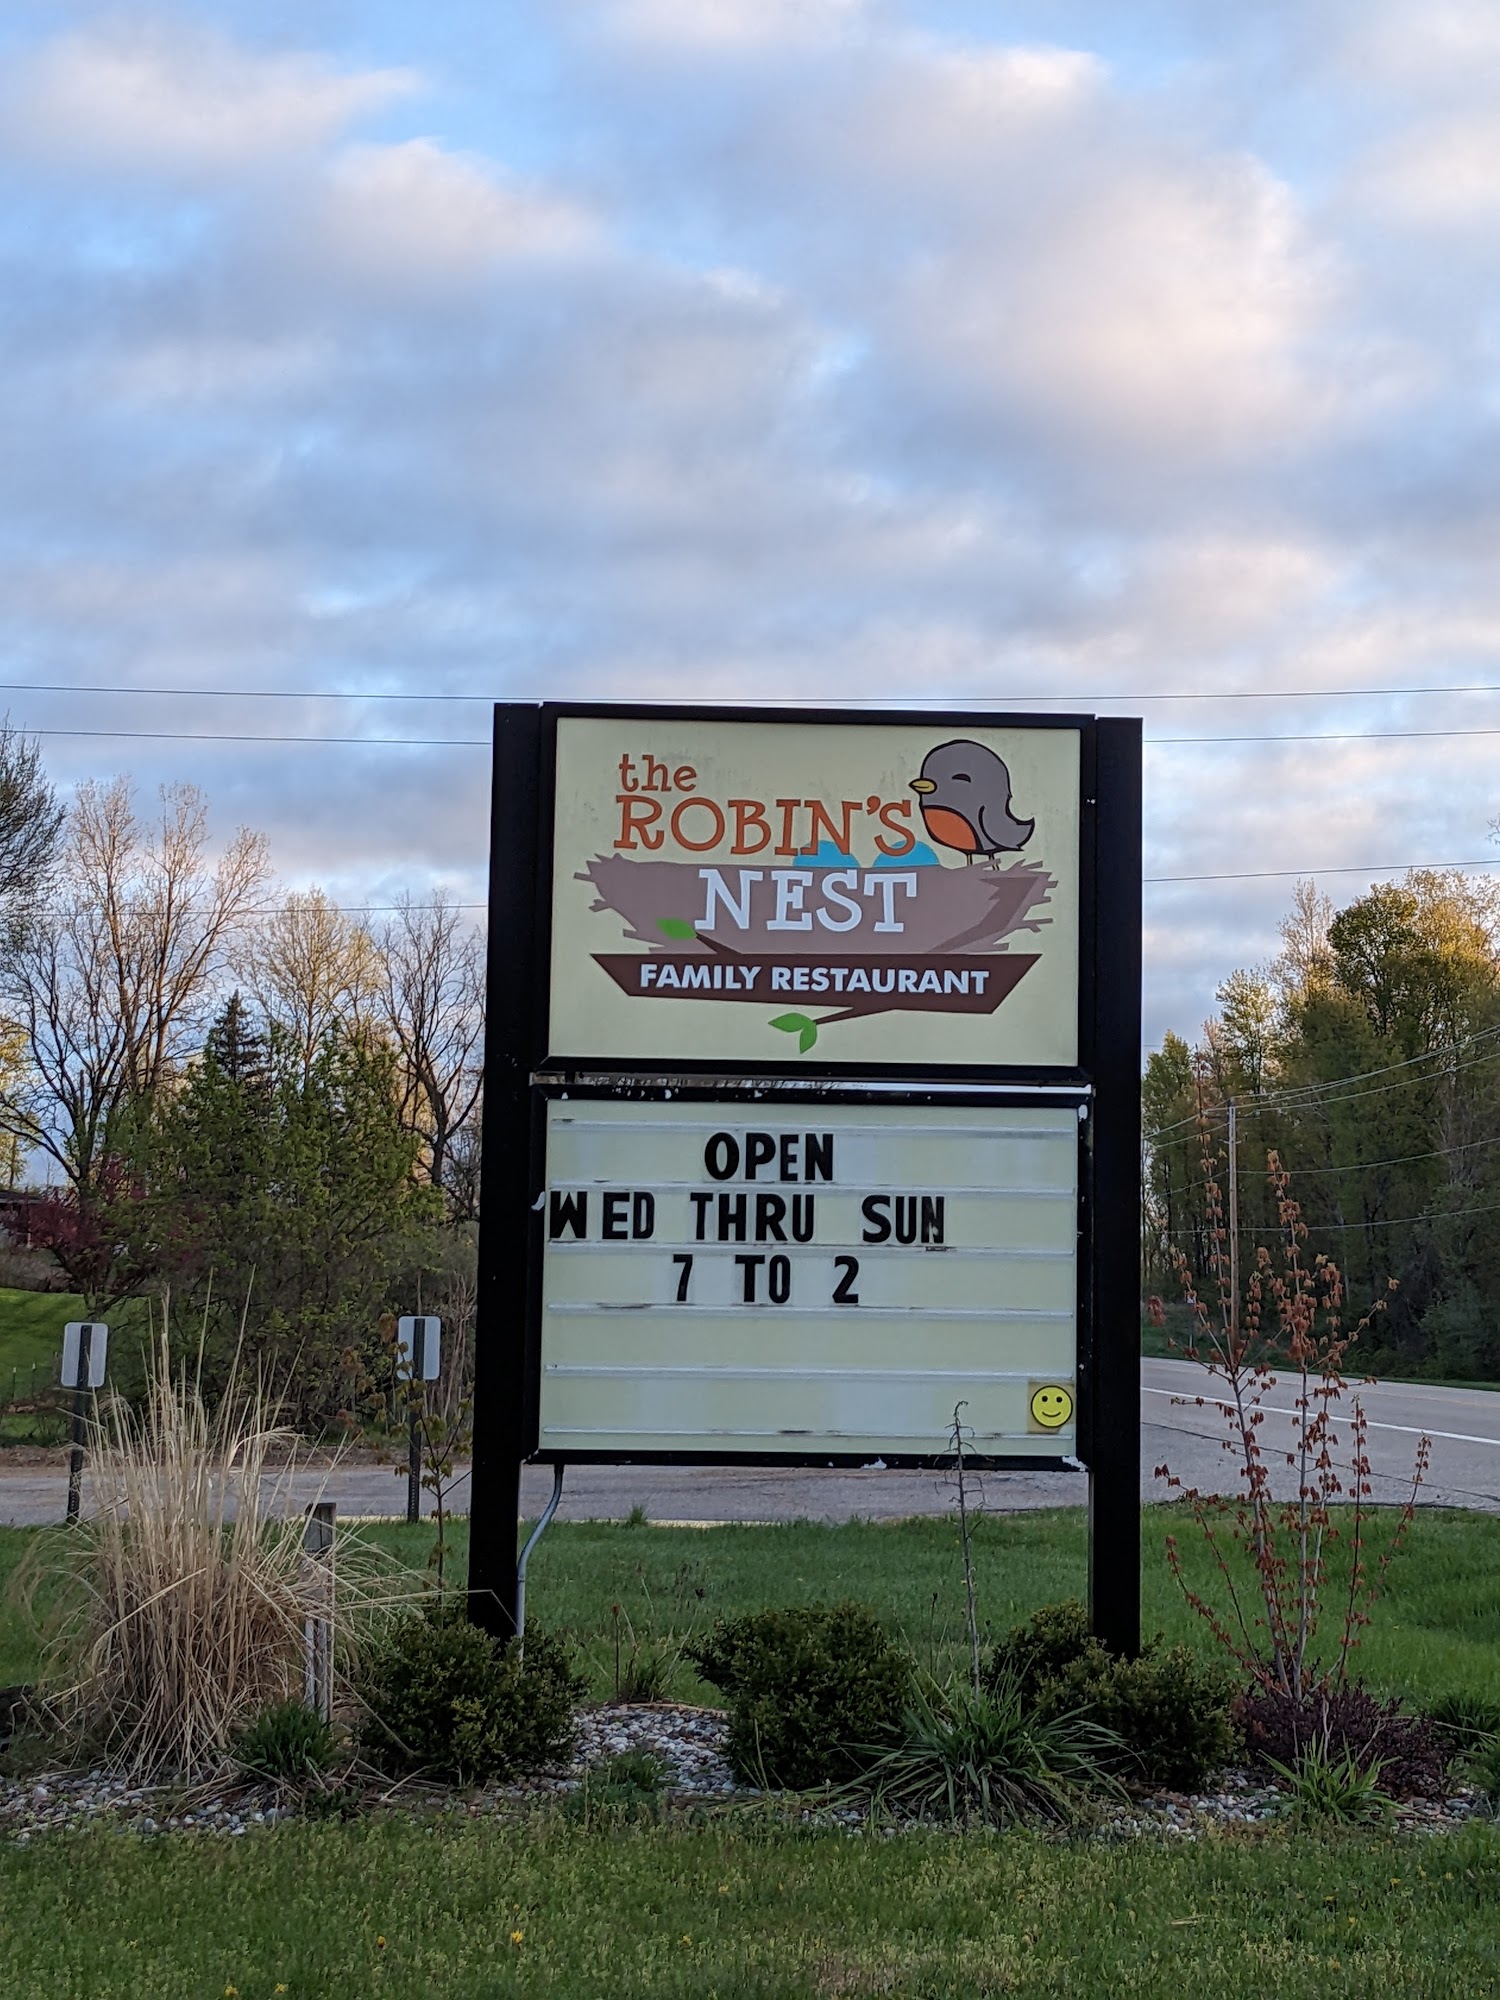 the
ROBIN'S
NEST
FAMILY RESTAURANT
OPEN
WED THRU SUN
7 TO 2